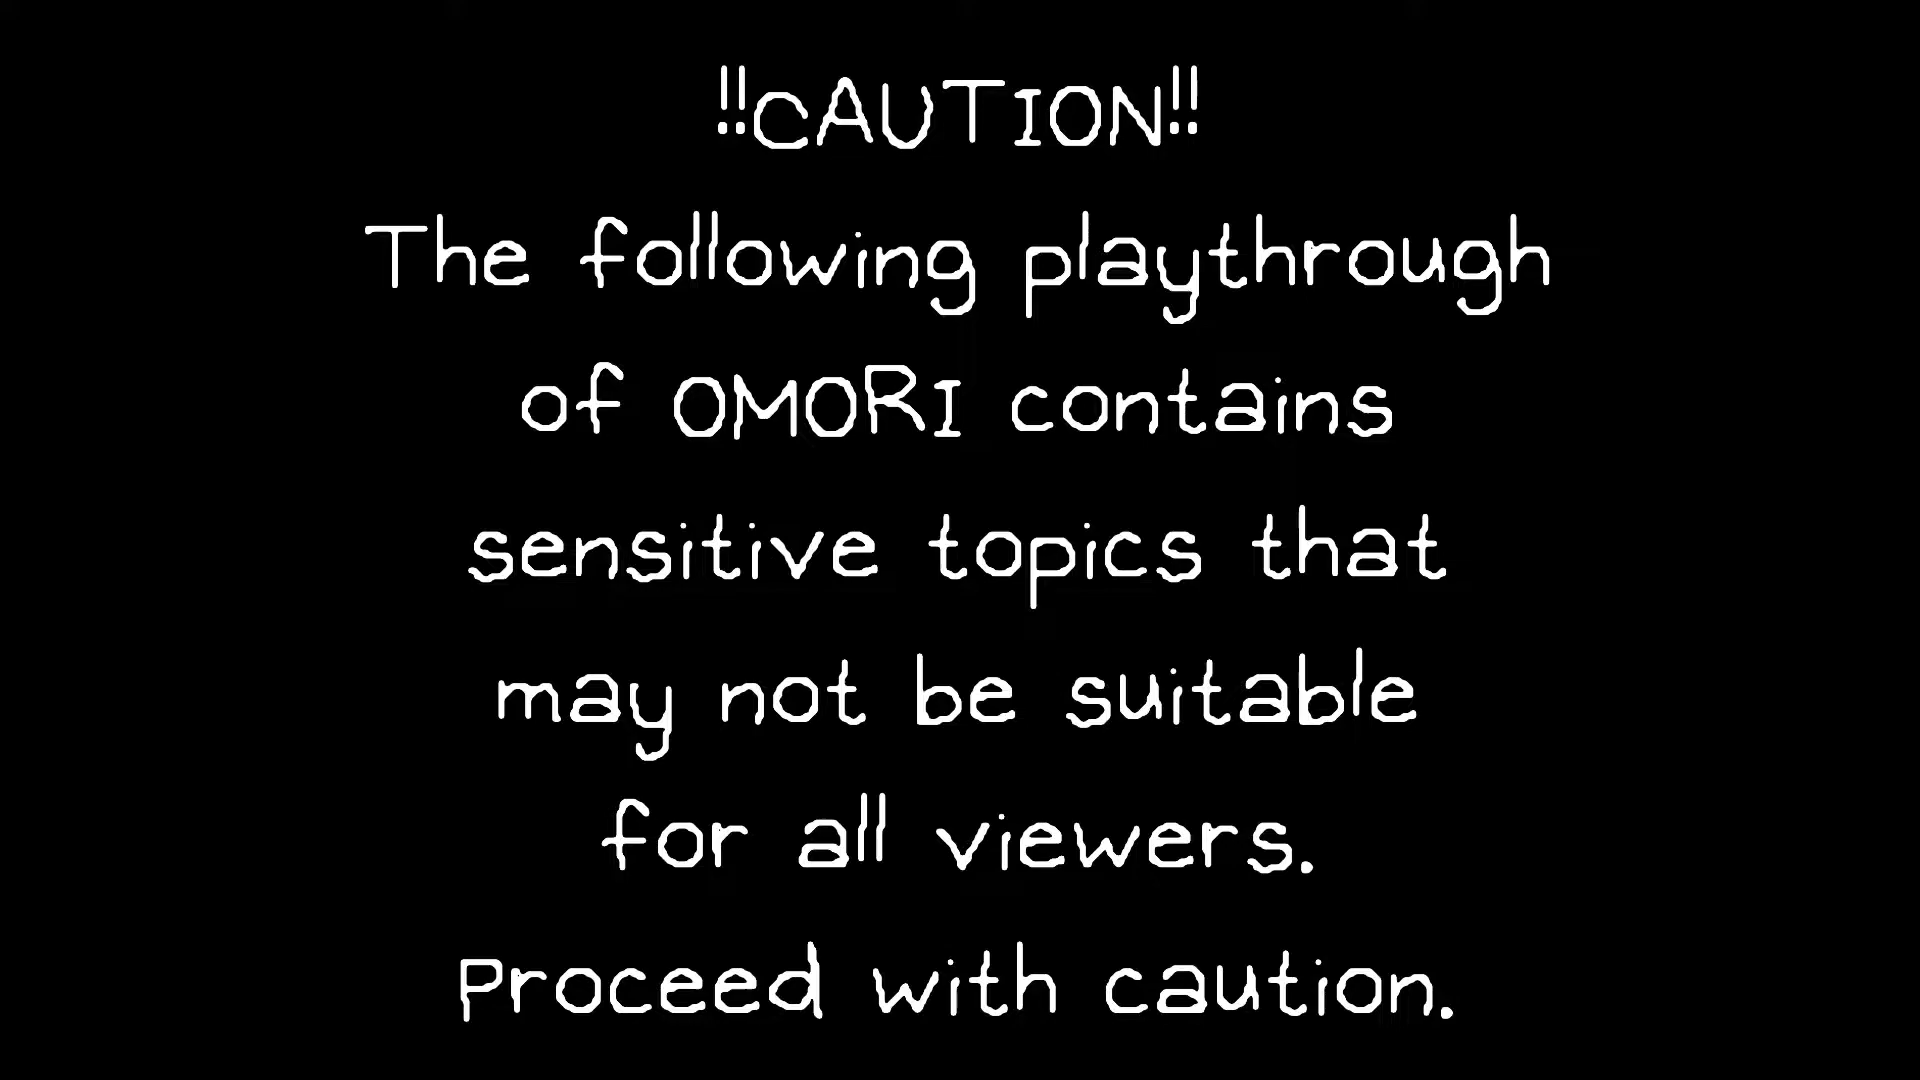 !!CAUTION!!
The following playthrough
of OMORI contains
sensitive topics that
may not be suitable
for all viewers.
Proceed with caution.